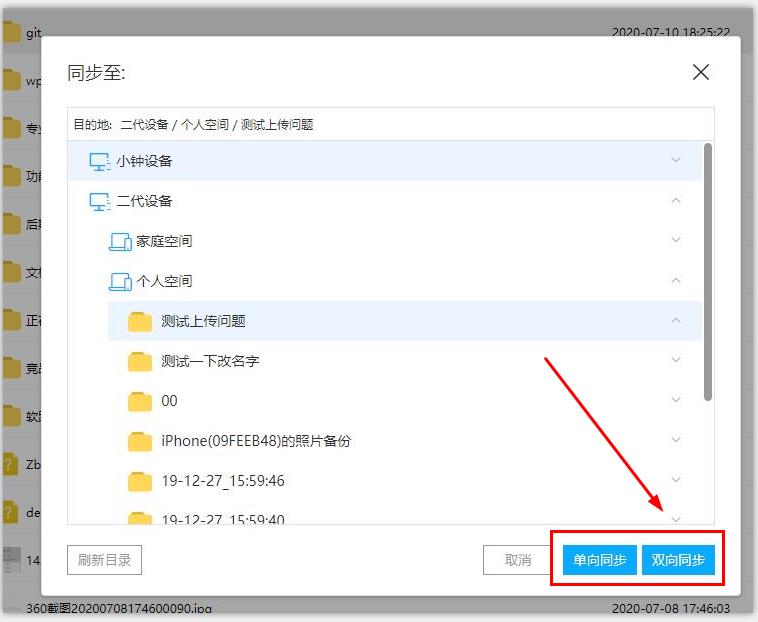 git
2020-07-10 18:25:22
同步至:
wp
目的地: 二代设备 / 个人空间 / 测试上传问题
专业
小钟设备
功能
二代设备
后期
家庭空间
文档
个人空间
正在
测试上传问题
测试一下改名字
竞品
00
软
iPhone(09FEEB48)的照片备份
Zb
19-12-27_15:59:46
de
19-12-27_15:59:40
14
刷新目录
取消
单向同步
双向同步
360截图20200708174600090.jpg
2020-07-08 17:46:03